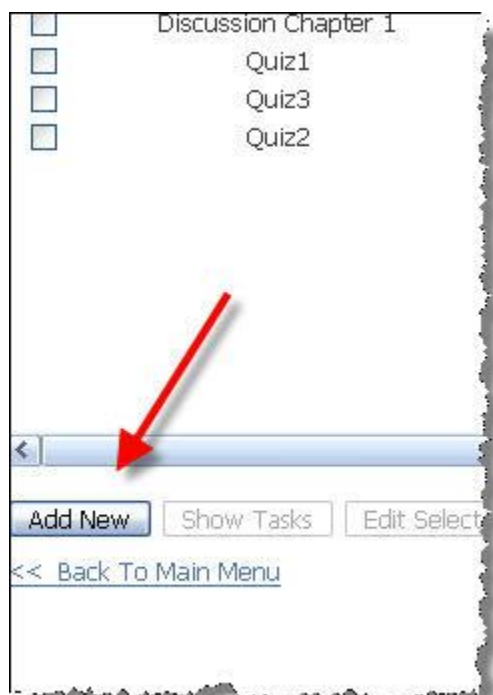 Discussion Chapter 1
Quiz1
Quiz3
Quiz2
Add New Show Tasks Edit Select
<< Back To Main Menu